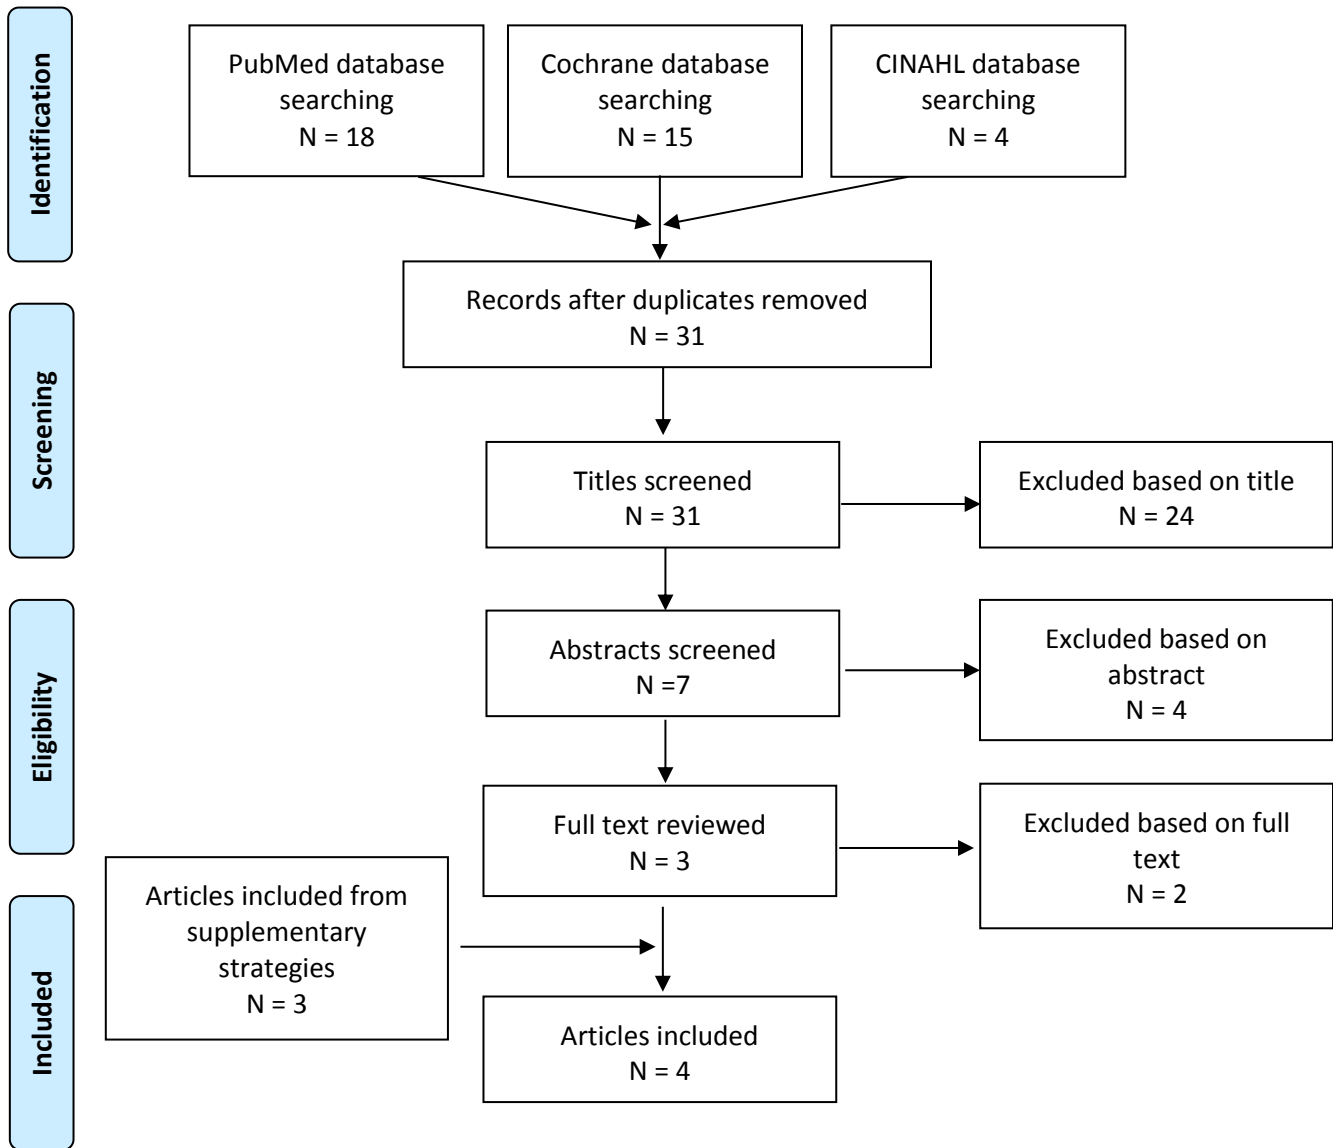 Identification
PubMed database
searching
N = 18
Cochrane database
searching
N = 15
CINAHL database
searching
N = 4
Records after duplicates removed
N = 31
Screening
Titles screened
N = 31
Excluded based on title
N = 24
Eligibility
Abstracts screened
N =7
Excluded based on
abstract
N = 4
Full text reviewed
N = 3
Excluded based on full
text
N = 2
Included
Articles included from
supplementary
strategies
N = 3
Articles included
N = 4